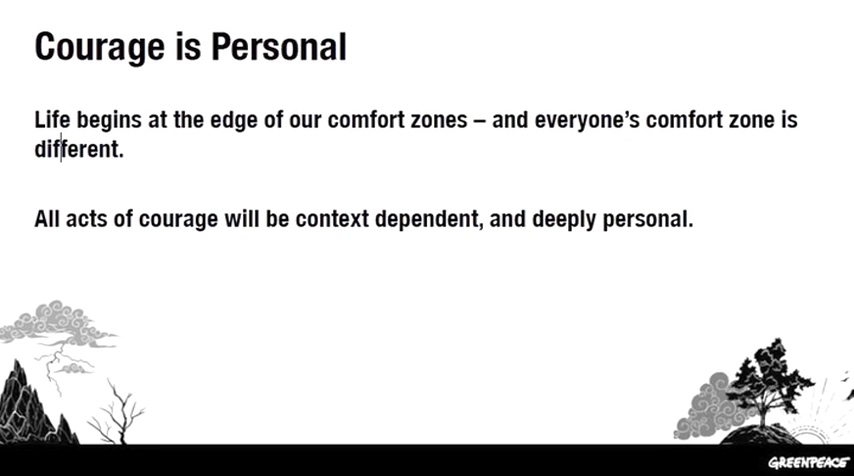 Courage is Personal
Life begins at the edge of our comfort zones – and everyone’s comfort zone is
different.
All acts of courage will be context dependent, and deeply personal.
GREENPEACE